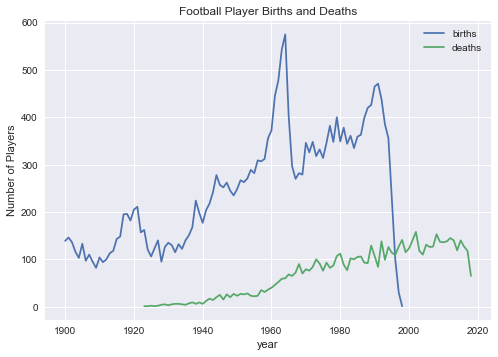 Football Player Births and Deaths
births
deaths
600
500
400
300
200
100
0
Number of Players
1900
1920
1940
1960
1980
2000
2020
year